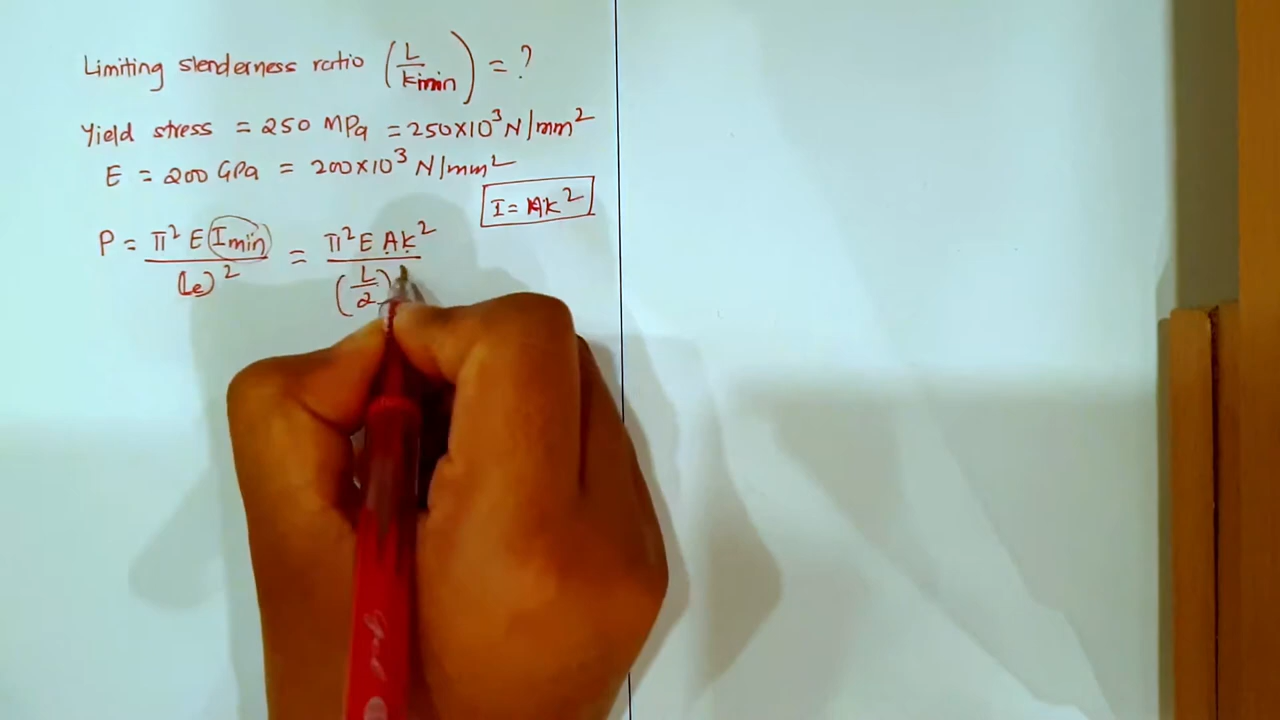 Limiting slenderness ratio (L/kmin) = ?
Yield stress = 250 MPa = 250×10³ N/mm²
E = 200 GPa = 200×10³ N/mm²
I = Ak²
P = π² E Imin / (Le)² = π² E Ak² / (L/2)